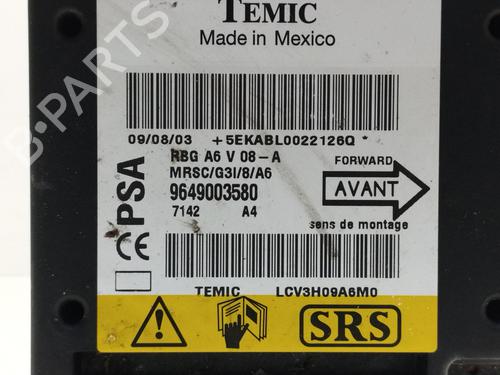 TEMIC
Made in Mexico
09/08/03 +5EKABL0022126Q *
RBG A6 V 08-A
MRSC/G3I/8/A6
9649003580
7142 A4
PSA
CE
FORWARD
AVANT
sens de montage
TEMIC LCV3H09A6M0
SRS
B-PARTS